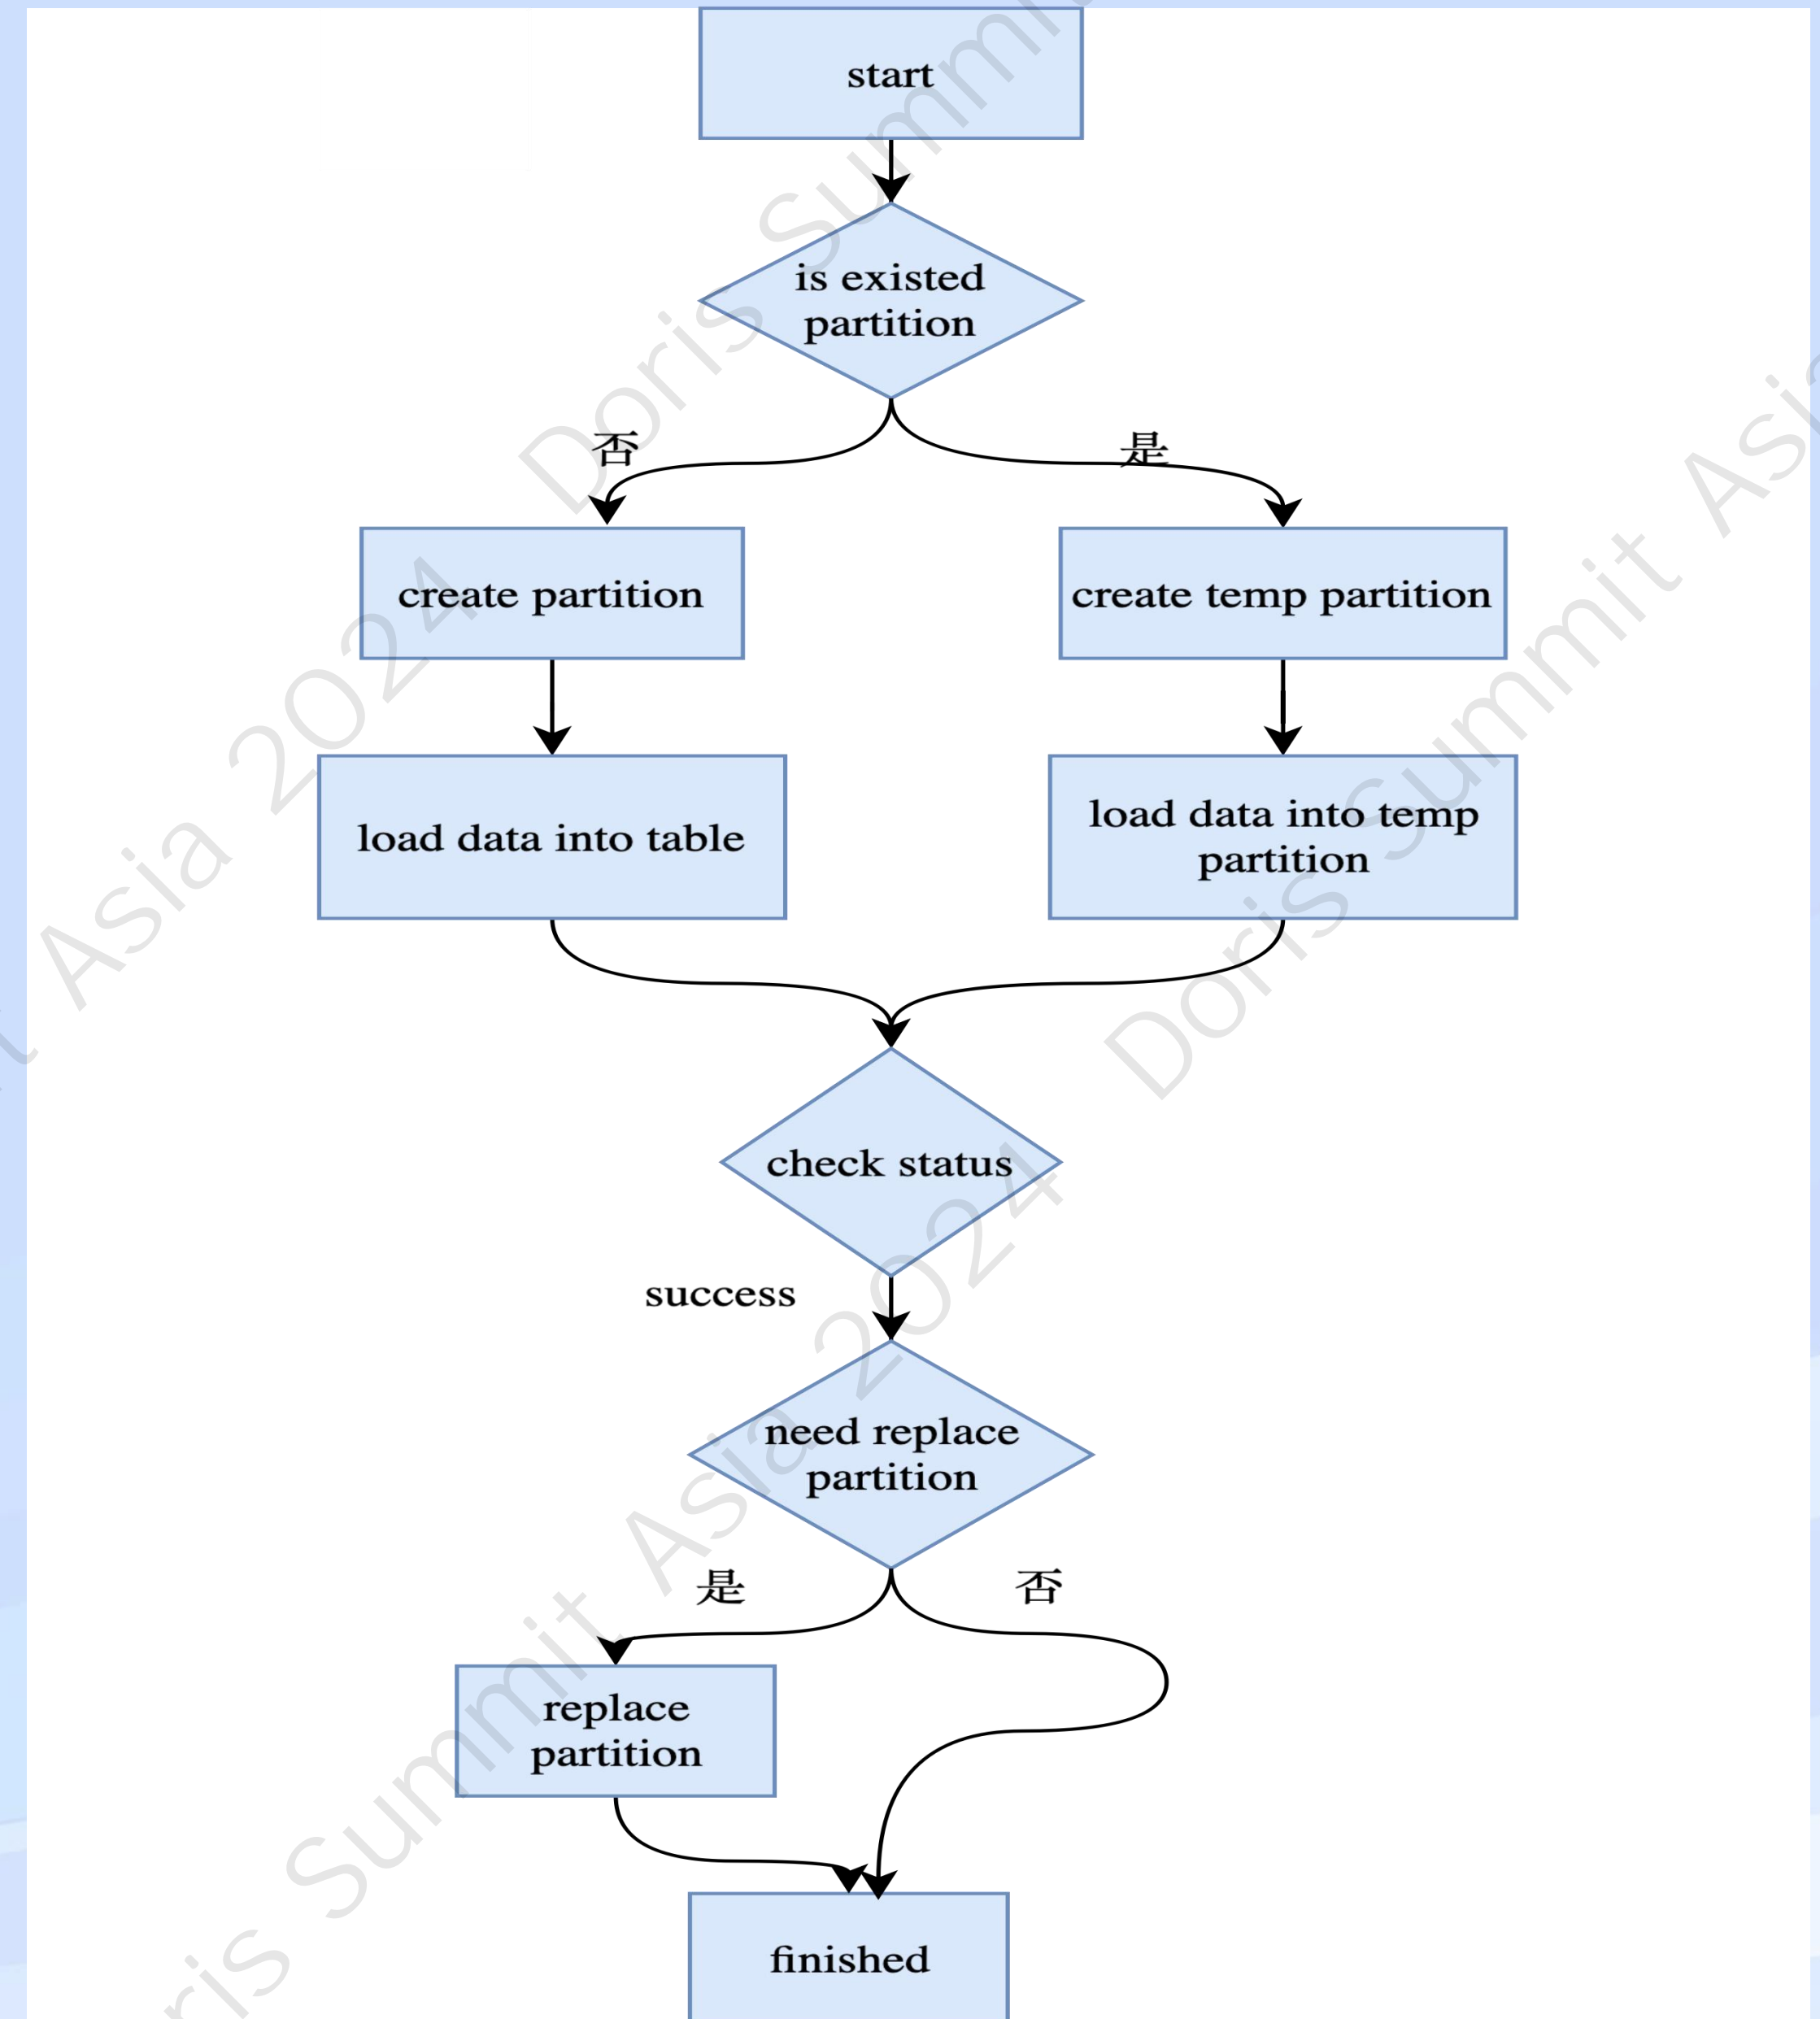 start
is existed
partition
否
是
create partition
create temp partition
load data into table
load data into temp
partition
check status
success
need replace
partition
是
否
replace
partition
finished
Doris Summit Asia 2024
Doris Summit Asia 2024
Doris Summit Asia
Asia 2024